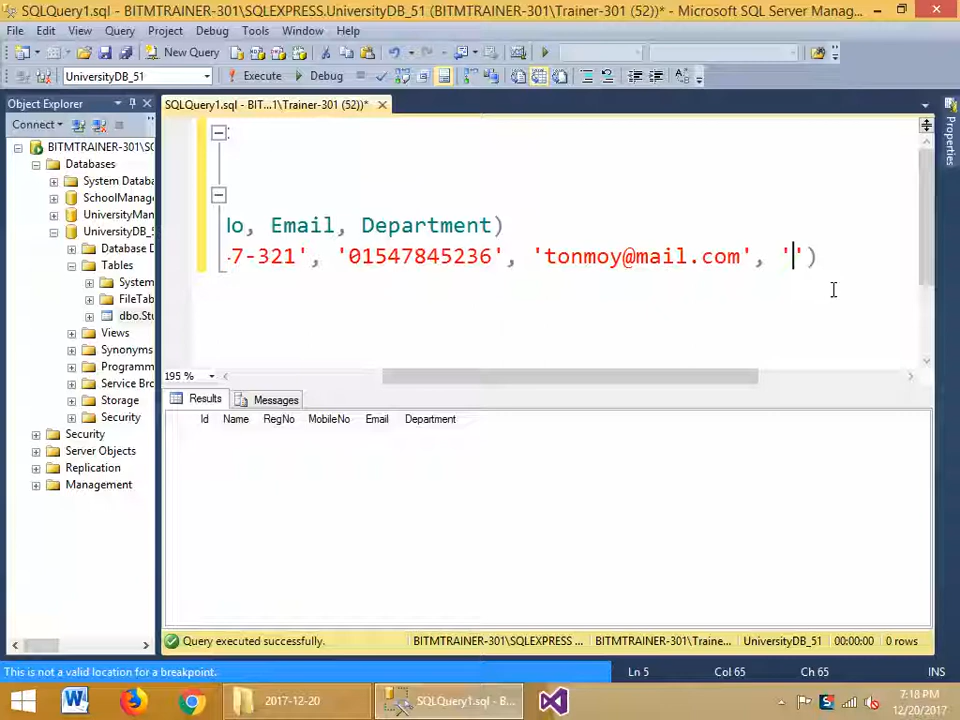 SQLQuery1.sql - BITMTRAINER-301\SQLEXPRESS.UniversityDB_51 (BITMTRAINER-301\Trainer-301 (52))* - Microsoft SQL Server Manag...
File Edit View Query Project Debug Tools Window Help
New Query
UniversityDB_51 Execute Debug
Object Explorer
SQLQuery1.sql - BIT...1\Trainer-301 (52))*
Properties
Connect
BITMTRAINER-301\SC
Databases
System Databa
SchoolManage
UniversityMan
UniversityDB_
Database D
Tables
System
FileTab
dbo.Stu
Views
Synonyms
Programm
Service Bro
Storage
Security
Security
Server Objects
Replication
Management
lo, Email, Department)
7-321', '01547845236', 'tonmoy@mail.com', '')
195 %
Results Messages
Id Name RegNo MobileNo Email Department
Query executed successfully. BITMTRAINER-301\SQLEXPRESS ... BITMTRAINER-301\Traine... UniversityDB_51 00:00:00 0 rows
This is not a valid location for a breakpoint. Ln 5 Col 65 Ch 65 INS
2017-12-20 SQLQuery1.sql - B...
7:18 PM
12/20/2017